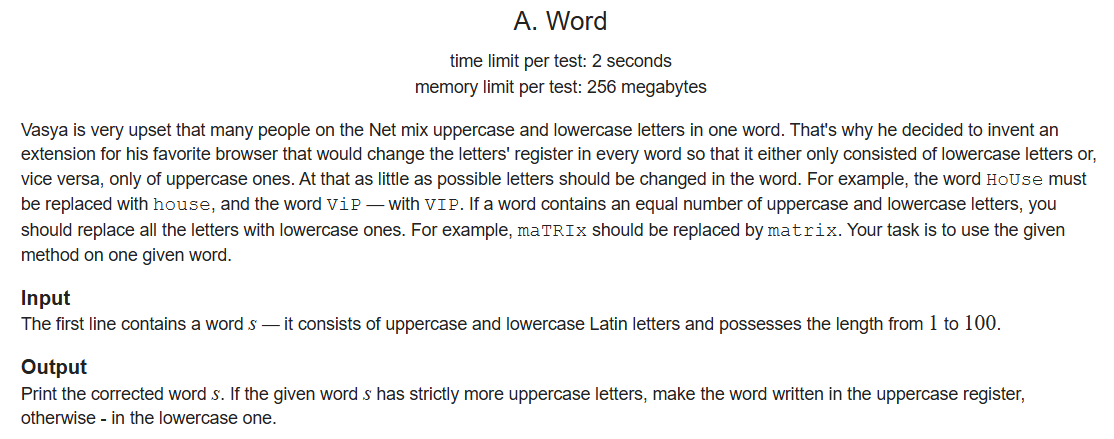 A. Word
time limit per test: 2 seconds
memory limit per test: 256 megabytes
Vasya is very upset that many people on the Net mix uppercase and lowercase letters in one word. That's why he decided to invent an
extension for his favorite browser that would change the letters' register in every word so that it either only consisted of lowercase letters or,
vice versa, only of uppercase ones. At that as little as possible letters should be changed in the word. For example, the word HoUse must
be replaced with house, and the word ViP — with VIP. If a word contains an equal number of uppercase and lowercase letters, you
should replace all the letters with lowercase ones. For example, maTRIx should be replaced by matrix. Your task is to use the given
method on one given word.
Input
The first line contains a word s — it consists of uppercase and lowercase Latin letters and possesses the length from 1 to 100.
Output
Print the corrected word s. If the given word s has strictly more uppercase letters, make the word written in the uppercase register,
otherwise - in the lowercase one.